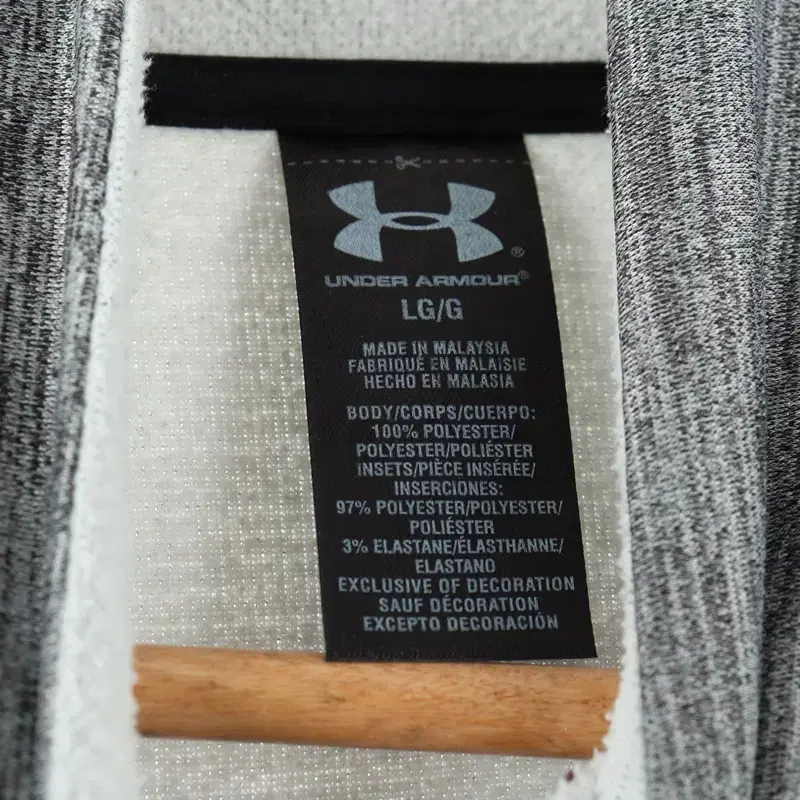 UNDER ARMOUR®
LG/G
MADE IN MALAYSIA
FABRIQUÉ EN MALAISIE
HECHO EN MALASIA
BODY/CORPS/CUERPO:
100% POLYESTER/
POLYESTER/POLIÉSTER
INSETS/PIÈCE INSÉRÉE/
INSERCIONES:
97% POLYESTER/POLYESTER/
POLIÉSTER
3% ELASTANE/ÉLASTHANNE/
ELASTANO
EXCLUSIVE OF DECORATION
SAUF DÉCORATION
EXCEPTO DECORACIÓN